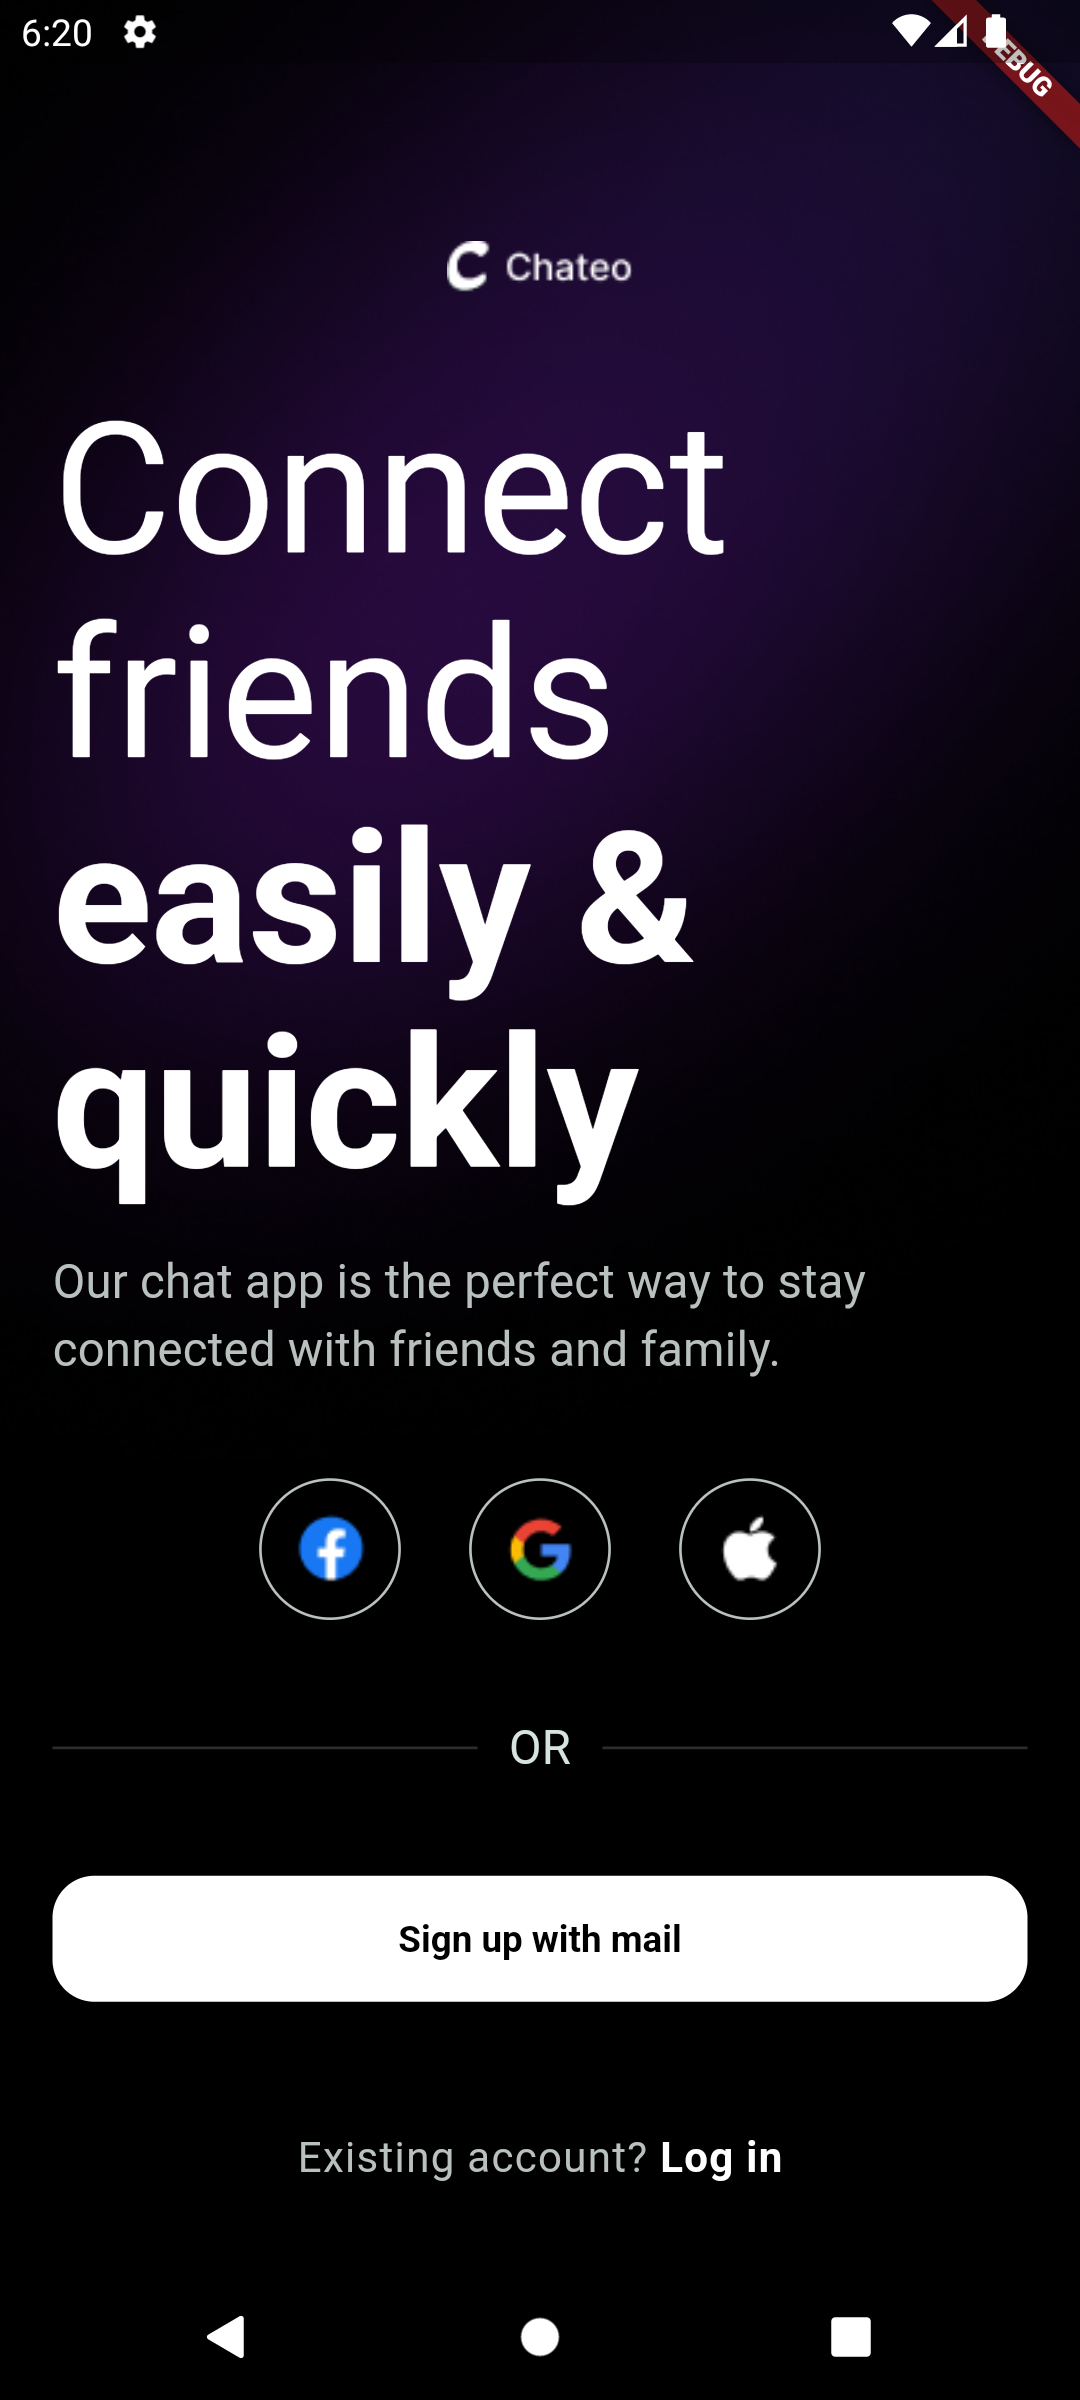 6:20
DEBUG
Chateo
Connect
friends
easily &
quickly
Our chat app is the perfect way to stay
connected with friends and family.
OR
Sign up with mail
Existing account? Log in